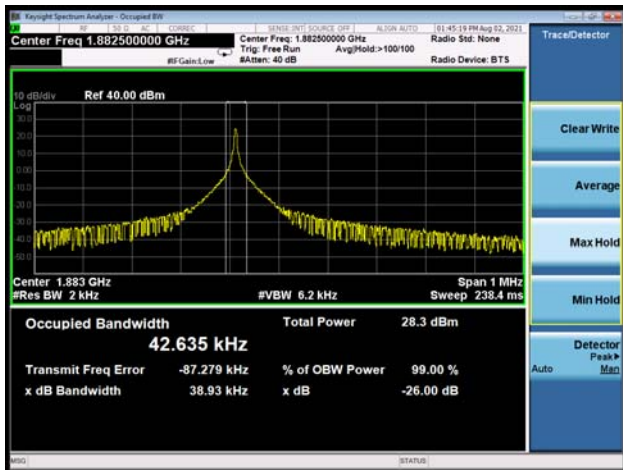 Keysight Spectrum Analyzer - Occupied BW
RF 50 Ω AC CORREC SENSE:INT SOURCE OFF ALIGN AUTO 01:45:19 PM Aug 02, 2021
Center Freq 1.882500000 GHz Center Freq: 1.882500000 GHz Radio Std: None Trace/Detector
Trig: Free Run Avg|Hold:>100/100
#IFGain:Low #Atten: 40 dB Radio Device: BTS
10 dB/div Ref 40.00 dBm
Log
30.0
20.0
10.0
0.00
-10.0
-20.0
-30.0
-40.0
-50.0
Center 1.883 GHz Span 1 MHz
#Res BW 2 kHz #VBW 6.2 kHz Sweep 238.4 ms
Occupied Bandwidth Total Power 28.3 dBm
42.635 kHz
Transmit Freq Error -87.279 kHz % of OBW Power 99.00 %
x dB Bandwidth 38.93 kHz x dB -26.00 dB
Clear Write
Average
Max Hold
Min Hold
Detector
Peak▶
Auto Man
MSG STATUS